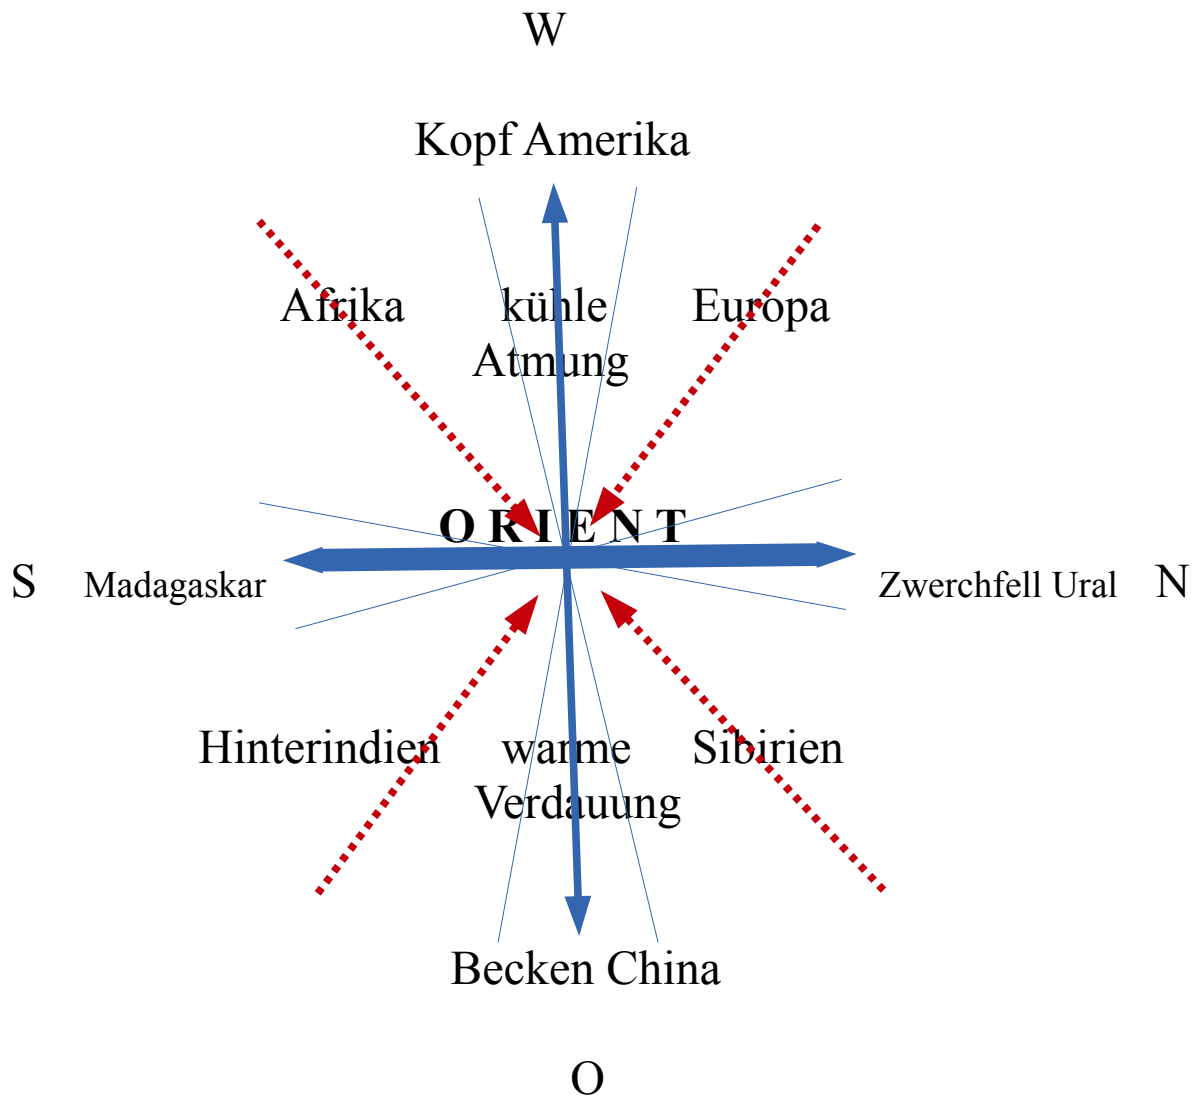 W
Kopf Amerika
Afrika kühle Europa
Atmung
O R I E N T
S Madagaskar Zwerchfell Ural N
Hinterindien warme Sibirien
Verdauung
Becken China
O